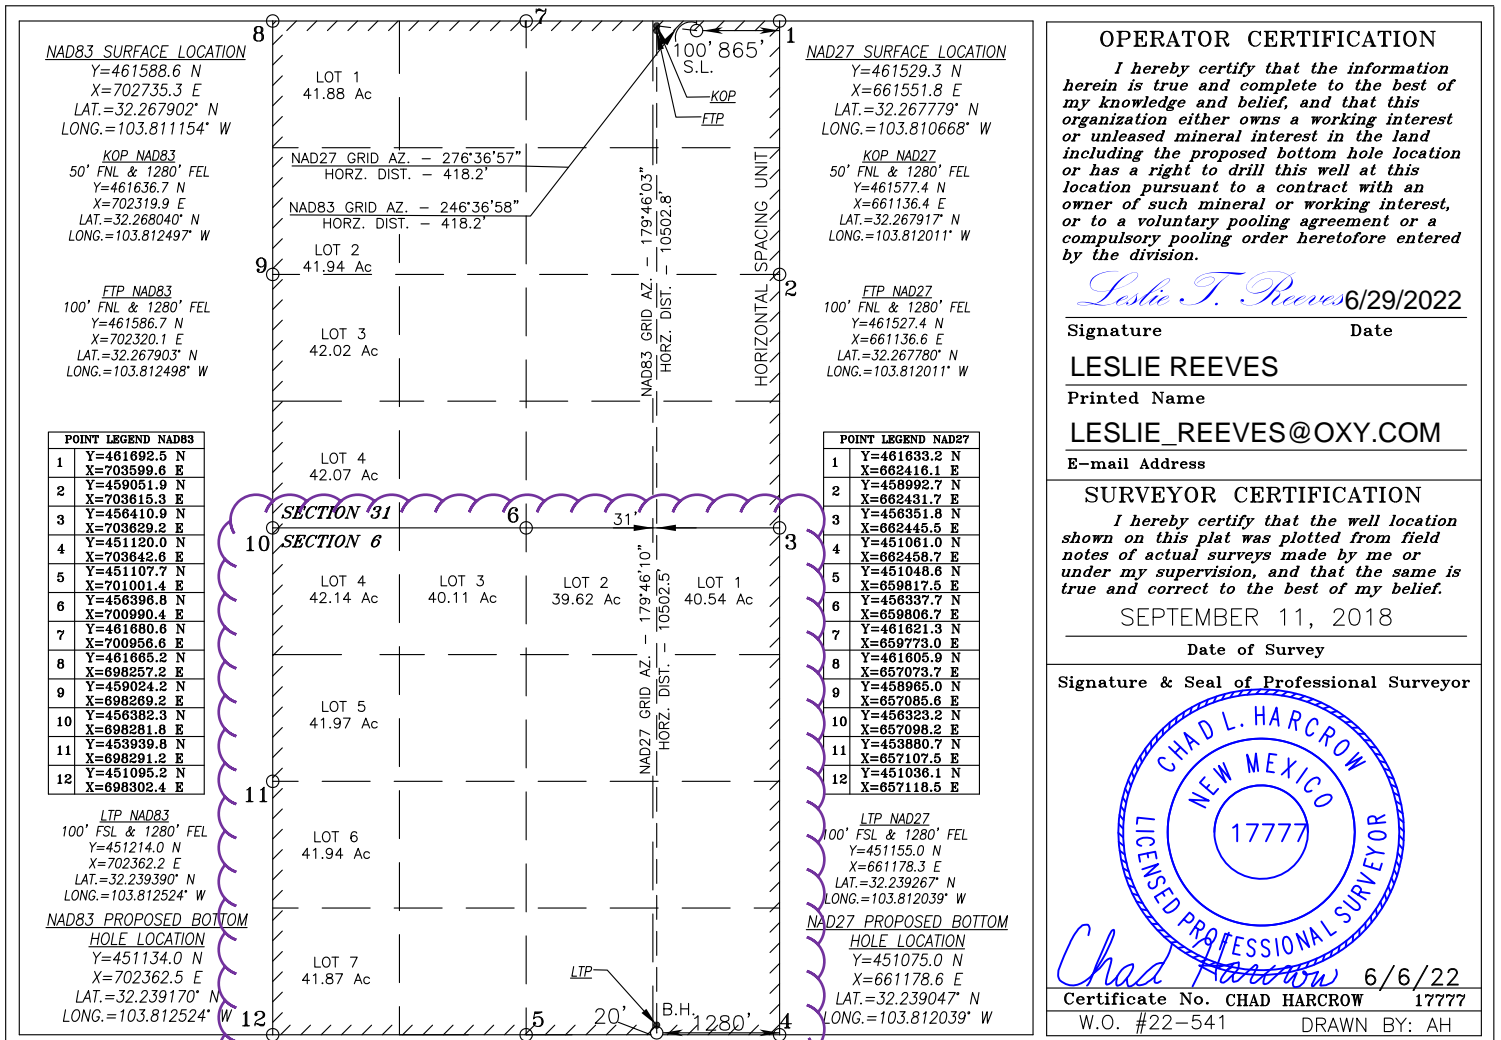 8
7
1
100' 865'
S.L.
KOP
FTP
NAD83 SURFACE LOCATION
Y=461588.6 N
X=702735.3 E
LAT.=32.267902° N
LONG.=103.811154° W
KOP NAD83
50' FNL & 1280' FEL
Y=461636.7 N
X=702319.9 E
LAT.=32.268040° N
LONG.=103.812497° W
FTP NAD83
100' FNL & 1280' FEL
Y=461586.7 N
X=702320.1 E
LAT.=32.267903° N
LONG.=103.812498° W
POINT LEGEND NAD83
1 Y=461692.5 N
X=703599.6 E
2 Y=459051.9 N
X=703615.3 E
3 Y=456410.9 N
X=703629.2 E
4 Y=451120.0 N
X=703642.6 E
5 Y=451107.7 N
X=701001.4 E
6 Y=456396.8 N
X=700990.4 E
7 Y=461680.6 N
X=700956.6 E
8 Y=461665.2 N
X=698257.2 E
9 Y=459024.2 N
X=698269.2 E
10 Y=456382.3 N
X=698281.8 E
11 Y=453939.8 N
X=698291.2 E
12 Y=451095.2 N
X=698302.4 E
LTP NAD83
100' FSL & 1280' FEL
Y=451214.0 N
X=702362.2 E
LAT.=32.239390° N
LONG.=103.812524° W
NAD83 PROPOSED BOTTOM
HOLE LOCATION
Y=451134.0 N
X=702362.5 E
LAT.=32.239170° N
LONG.=103.812524° W
LOT 1
41.88 Ac
NAD27 GRID AZ. - 276°36'57"
HORZ. DIST. - 418.2'
NAD83 GRID AZ. - 246°36'58"
HORZ. DIST. - 418.2'
LOT 2
41.94 Ac
9
2
LOT 3
42.02 Ac
NAD83 GRID AZ. - 179°46'03"
HORZ. DIST. - 10502.8'
HORIZONTAL SPACING UNIT
LOT 4
42.07 Ac
SECTION 31
6
31'
10
SECTION 6
3
LOT 4
42.14 Ac
LOT 3
40.11 Ac
LOT 2
39.62 Ac
LOT 1
40.54 Ac
NAD27 GRID AZ. - 179°46'10"
HORZ. DIST. - 10502.5'
LOT 5
41.97 Ac
11
LOT 6
41.94 Ac
LOT 7
41.87 Ac
LTP
B.H.
12
5
20'
1280'
4
NAD27 SURFACE LOCATION
Y=461529.3 N
X=661551.8 E
LAT.=32.267779° N
LONG.=103.810668° W
KOP NAD27
50' FNL & 1280' FEL
Y=461577.4 N
X=661136.4 E
LAT.=32.267917° N
LONG.=103.812011° W
FTP NAD27
100' FNL & 1280' FEL
Y=461527.4 N
X=661136.6 E
LAT.=32.267780° N
LONG.=103.812011° W
POINT LEGEND NAD27
1 Y=461633.2 N
X=662416.1 E
2 Y=458992.7 N
X=662431.7 E
3 Y=456351.8 N
X=662445.5 E
4 Y=451061.0 N
X=662458.7 E
5 Y=451048.6 N
X=659817.5 E
6 Y=456337.7 N
X=659806.7 E
7 Y=461621.3 N
X=659773.0 E
8 Y=461605.9 N
X=657073.7 E
9 Y=458965.0 N
X=657085.6 E
10 Y=456323.2 N
X=657098.2 E
11 Y=453880.7 N
X=657107.5 E
12 Y=451036.1 N
X=657118.5 E
LTP NAD27
100' FSL & 1280' FEL
Y=451155.0 N
X=661178.3 E
LAT.=32.239267° N
LONG.=103.812039° W
NAD27 PROPOSED BOTTOM
HOLE LOCATION
Y=451075.0 N
X=661178.6 E
LAT.=32.239047° N
LONG.=103.812039° W
OPERATOR CERTIFICATION
I hereby certify that the information
herein is true and complete to the best of
my knowledge and belief, and that this
organization either owns a working interest
or unleased mineral interest in the land
including the proposed bottom hole location
or has a right to drill this well at this
location pursuant to a contract with an
owner of such mineral or working interest,
or to a voluntary pooling agreement or a
compulsory pooling order heretofore entered
by the division.
Leslie T. Reeves 6/29/2022
Signature Date
LESLIE REEVES
Printed Name
LESLIE_REEVES@OXY.COM
E-mail Address
SURVEYOR CERTIFICATION
I hereby certify that the well location
shown on this plat was plotted from field
notes of actual surveys made by me or
under my supervision, and that the same is
true and correct to the best of my belief.
SEPTEMBER 11, 2018
Date of Survey
Signature & Seal of Professional Surveyor
CHAD L. HARCROW
NEW MEXICO
17777
LICENSED PROFESSIONAL SURVEYOR
Chad Harcrow 6/6/22
Certificate No. CHAD HARCROW 17777
W.O. #22-541 DRAWN BY: AH